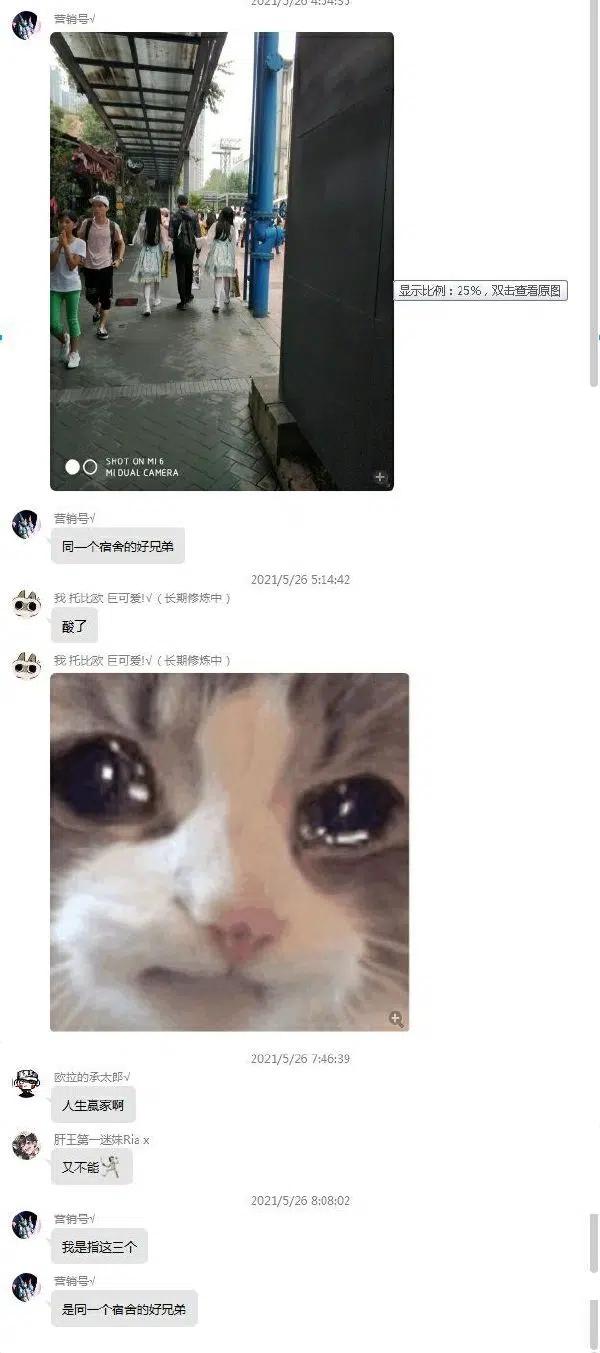 2021/5/26 4:54:35
营销号√
显示比例：25%，双击查看原图
SHOT ON MI 6
MI DUAL CAMERA
营销号√
同一个宿舍的好兄弟
2021/5/26 5:14:42
我 托比欧 巨可爱!√（长期修炼中）
酸了
我 托比欧 巨可爱!√（长期修炼中）
2021/5/26 7:46:39
欧拉的承太郎√
人生赢家啊
肝王第一迷妹Ria x
又不能
2021/5/26 8:08:02
营销号√
我是指这三个
营销号√
是同一个宿舍的好兄弟